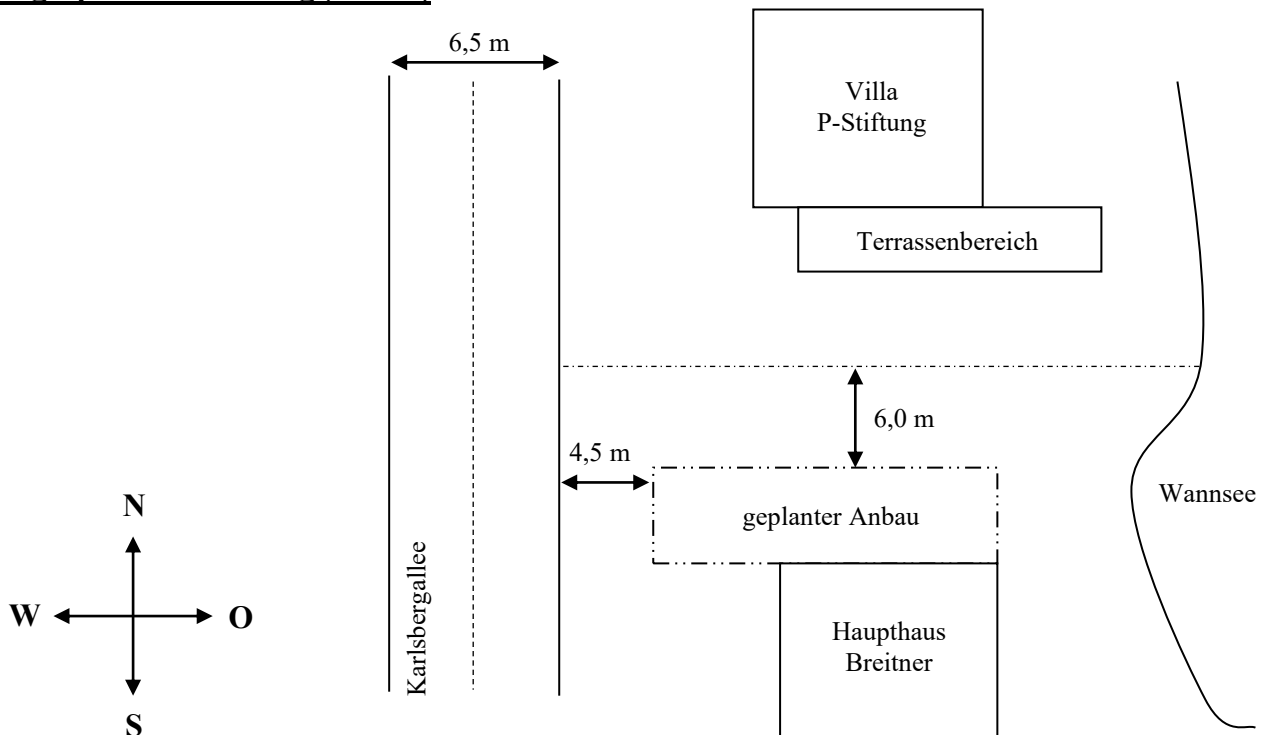 6,5 m
Villa
P-Stiftung
Terrassenbereich
6,0 m
4,5 m
geplanter Anbau
Wannsee
Karlsbergallee
Haupthaus
Breitner
N
W
O
S